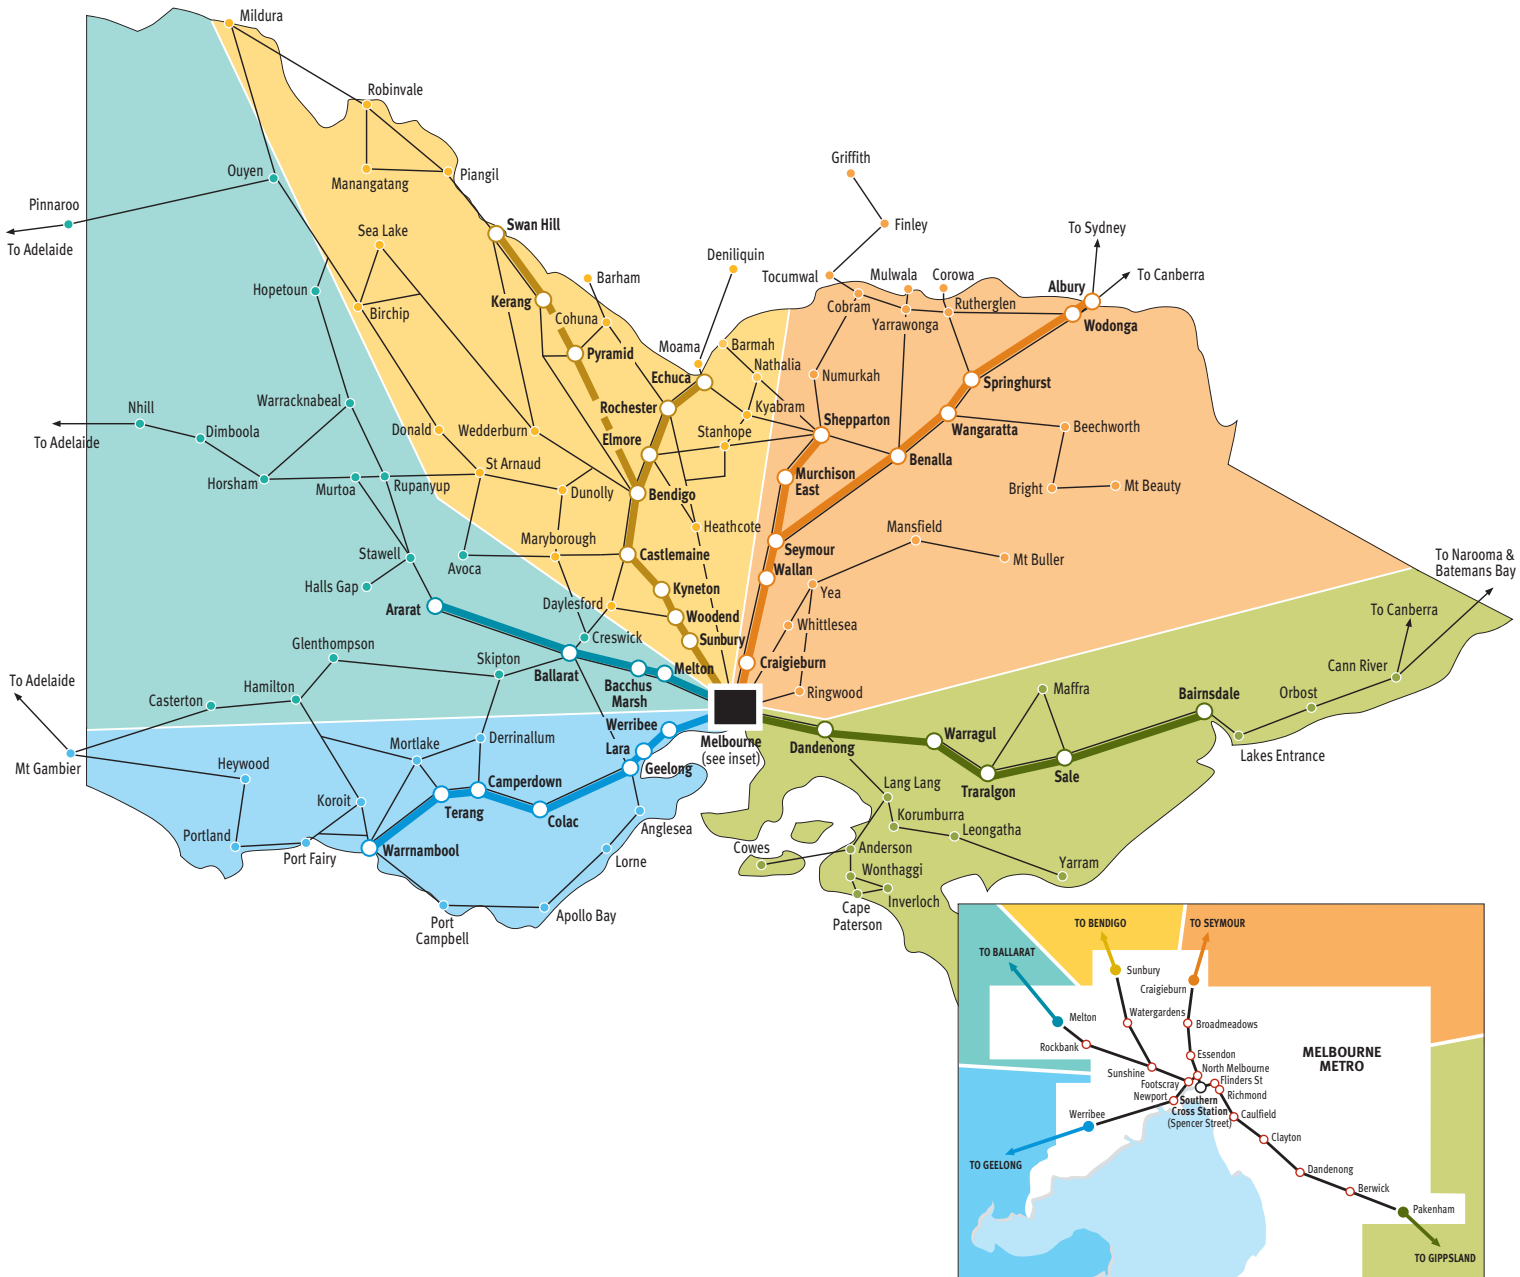 Mildura
Robinvale
Ouyen
Manangatang
Piangil
Pinnaroo
To Adelaide
Swan Hill
Sea Lake
Griffith
Finley
To Sydney
To Canberra
Deniliquin
Barham
Tocumwal
Mulwala
Corowa
Albury
Hopetoun
Birchip
Kerang
Cohuna
Cobram
Yarrawonga
Rutherglen
Wodonga
Pyramid
Moama
Barmah
Nathalia
Echuca
Numurkah
Springhurst
Nhill
To Adelaide
Dimboola
Warracknabeal
Donald
Wedderburn
Rochester
Kyabram
Elmore
Stanhope
Shepparton
Wangaratta
Beechworth
Benalla
Horsham
Murtoa
Rupanyup
St Arnaud
Dunolly
Bendigo
Murchison
East
Bright
Mt Beauty
Heathcote
Mansfield
Maryborough
Stawell
Avoca
Castlemaine
Seymour
Mt Buller
To Narooma &
Batemans Bay
Halls Gap
Wallan
Kyneton
Yea
Ararat
Daylesford
Woodend
Whittlesea
To Canberra
Creswick
Sunbury
Glenthompson
Skipton
Ballarat
Melton
Craigieburn
Cann River
To Adelaide
Casterton
Hamilton
Bacchus
Marsh
Ringwood
Maffra
Bairnsdale
Orbost
Werribee
Melbourne
(see inset)
Dandenong
Warragul
Mortlake
Derrinallum
Lara
Geelong
Lakes Entrance
Mt Gambier
Heywood
Camperdown
Traralgon
Sale
Koroit
Terang
Colac
Lang Lang
Korumburra
Leongatha
Portland
Port Fairy
Warrnambool
Anglesea
Cowes
Anderson
Lorne
Wonthaggi
Yarram
Inverloch
Apollo Bay
Port
Campbell
Cape
Paterson
TO BENDIGO
TO SEYMOUR
TO BALLARAT
Sunbury
Craigieburn
Melton
Watergardens
Broadmeadows
Rockbank
Essendon
MELBOURNE
METRO
Sunshine
North Melbourne
Footscray
Flinders St
Newport
Richmond
Southern
Cross Station
(Spencer Street)
Werribee
Caulfield
Clayton
TO GEELONG
Dandenong
Berwick
Pakenham
TO GIPPSLAND